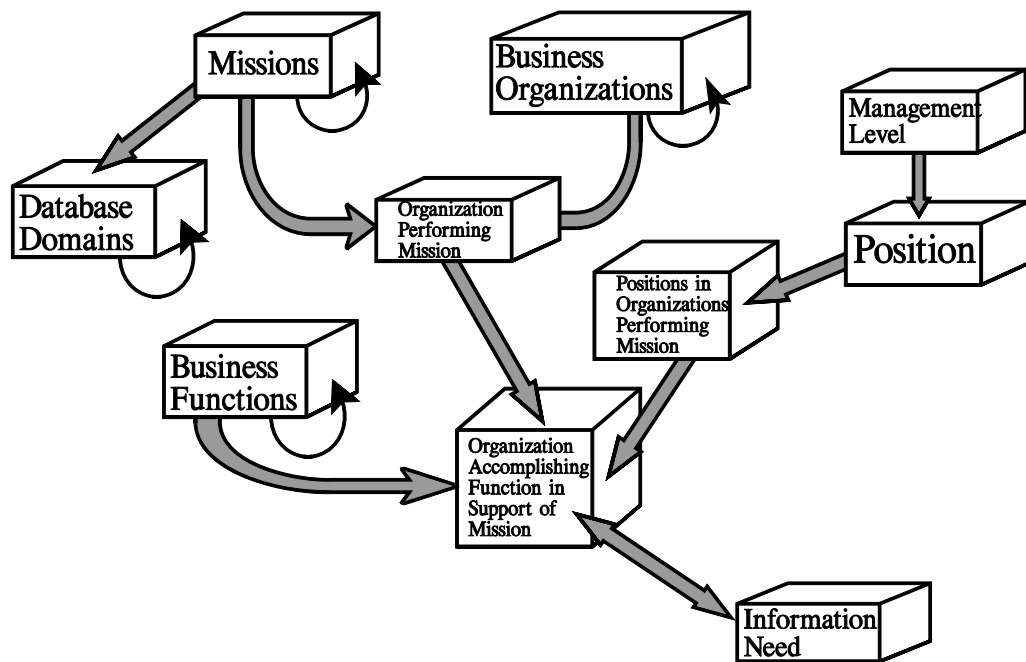 Missions
Business
Organizations
Management
Level
Database
Domains
Organization
Performing
Mission
Position
Positions in
Organizations
Performing
Mission
Business
Functions
Organization
Accomplishing
Function in
Support of
Mission
Information
Need